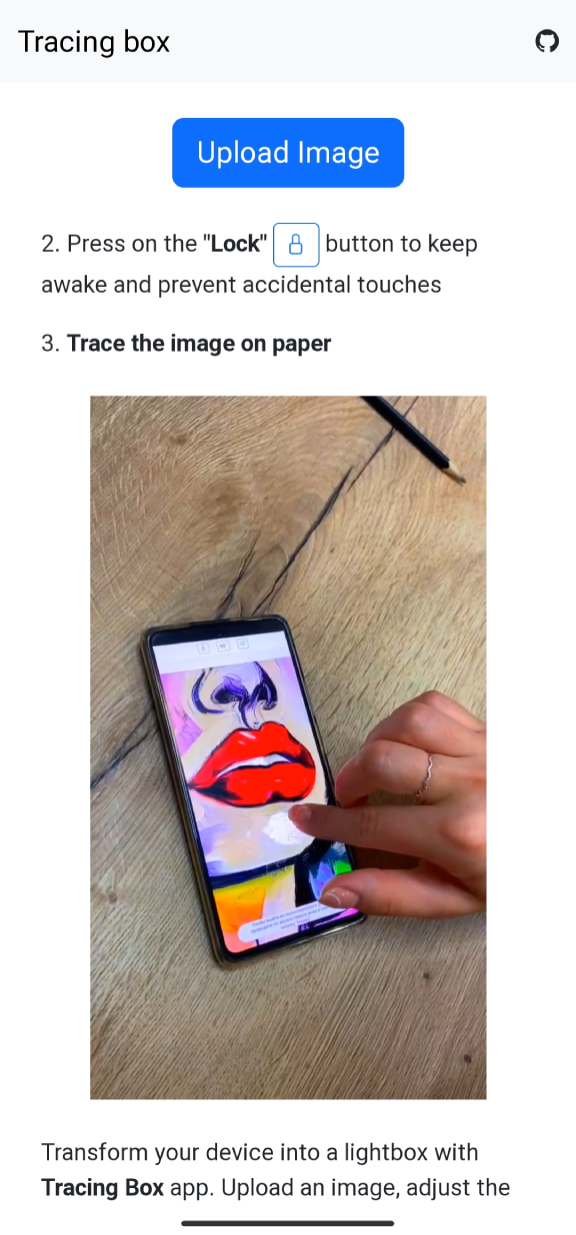 Tracing box
Upload Image
2. Press on the "Lock" button to keep
awake and prevent accidental touches
3. Trace the image on paper
Transform your device into a lightbox with
Tracing Box app. Upload an image, adjust the